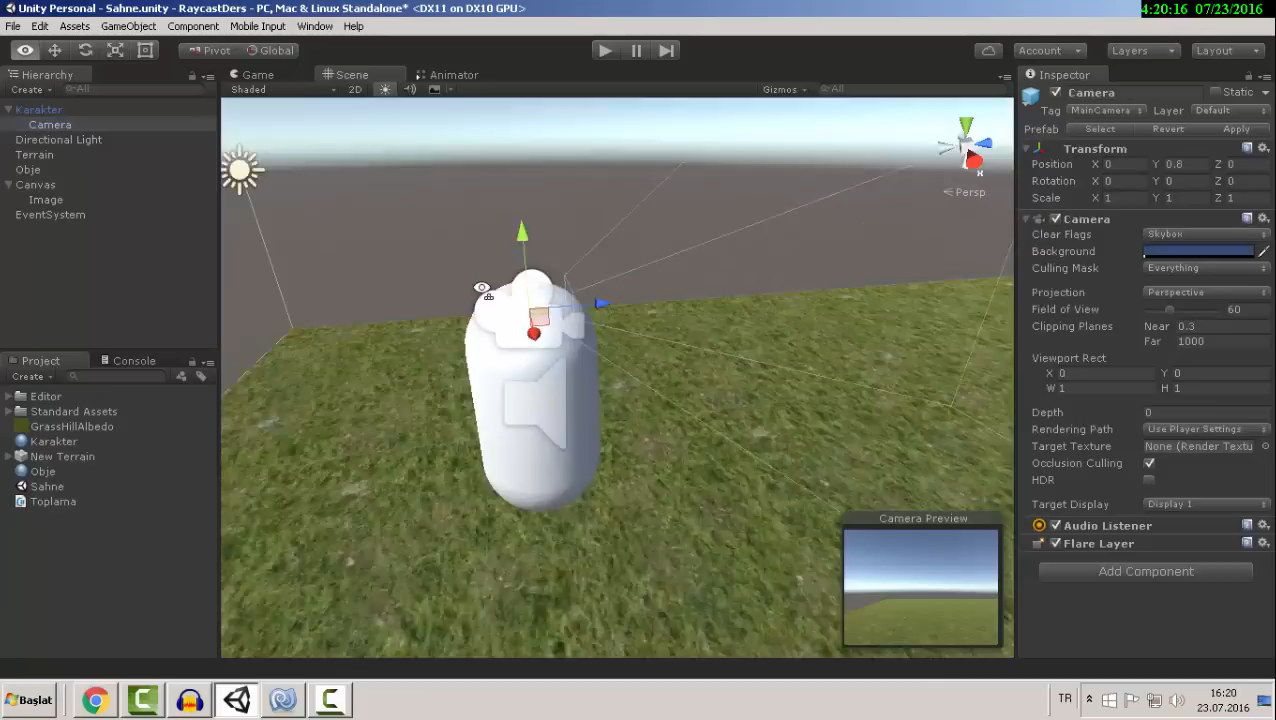 Unity Personal - Sahne.unity - RaycastDers - PC, Mac & Linux Standalone* <DX11 on DX10 GPU>
4:20:16 07/23/2016
File Edit Assets GameObject Component Mobile Input Window Help
Pivot Global Account Layers Layout
Hierarchy
Create All
Karakter
Camera
Directional Light
Terrain
Obje
Canvas
Image
EventSystem
Project Console
Create
Editor
Standard Assets
GrassHillAlbedo
Karakter
New Terrain
Obje
Sahne
Toplama
Game Scene Animator
Shaded 2D Gizmos All
x
Persp
Camera Preview
Inspector
Camera Static
Tag MainCamera Layer Default
Prefab Select Revert Apply
Transform
Position X 0 Y 0.8 Z 0
Rotation X 0 Y 0 Z 0
Scale X 1 Y 1 Z 1
Camera
Clear Flags Skybox
Background
Culling Mask Everything
Projection Perspective
Field of View 60
Clipping Planes Near 0.3
Far 1000
Viewport Rect
X 0 Y 0
W 1 H 1
Depth 0
Rendering Path Use Player Settings
Target Texture None (Render Textu
Occlusion Culling
HDR
Target Display Display 1
Audio Listener
Flare Layer
Add Component
Başlat
TR
16:20
23.07.2016